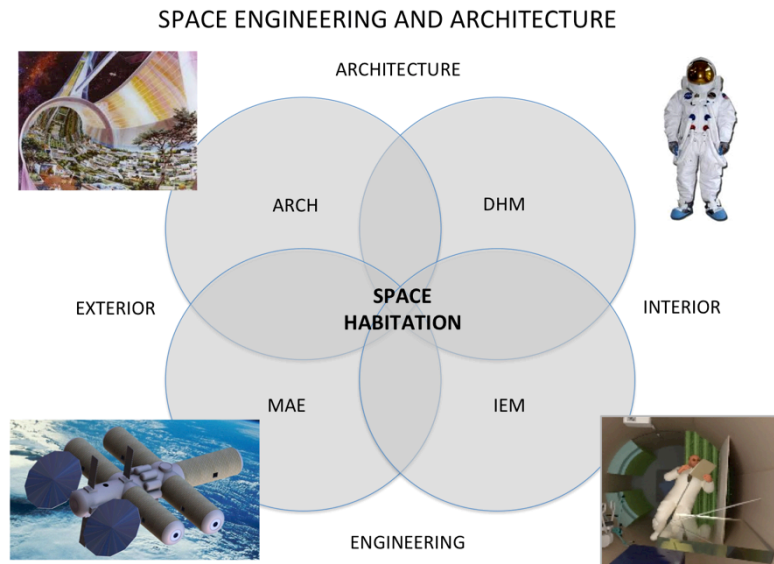 SPACE ENGINEERING AND ARCHITECTURE
ARCHITECTURE
ARCH
DHM
EXTERIOR
SPACE
HABITATION
INTERIOR
MAE
IEM
ENGINEERING